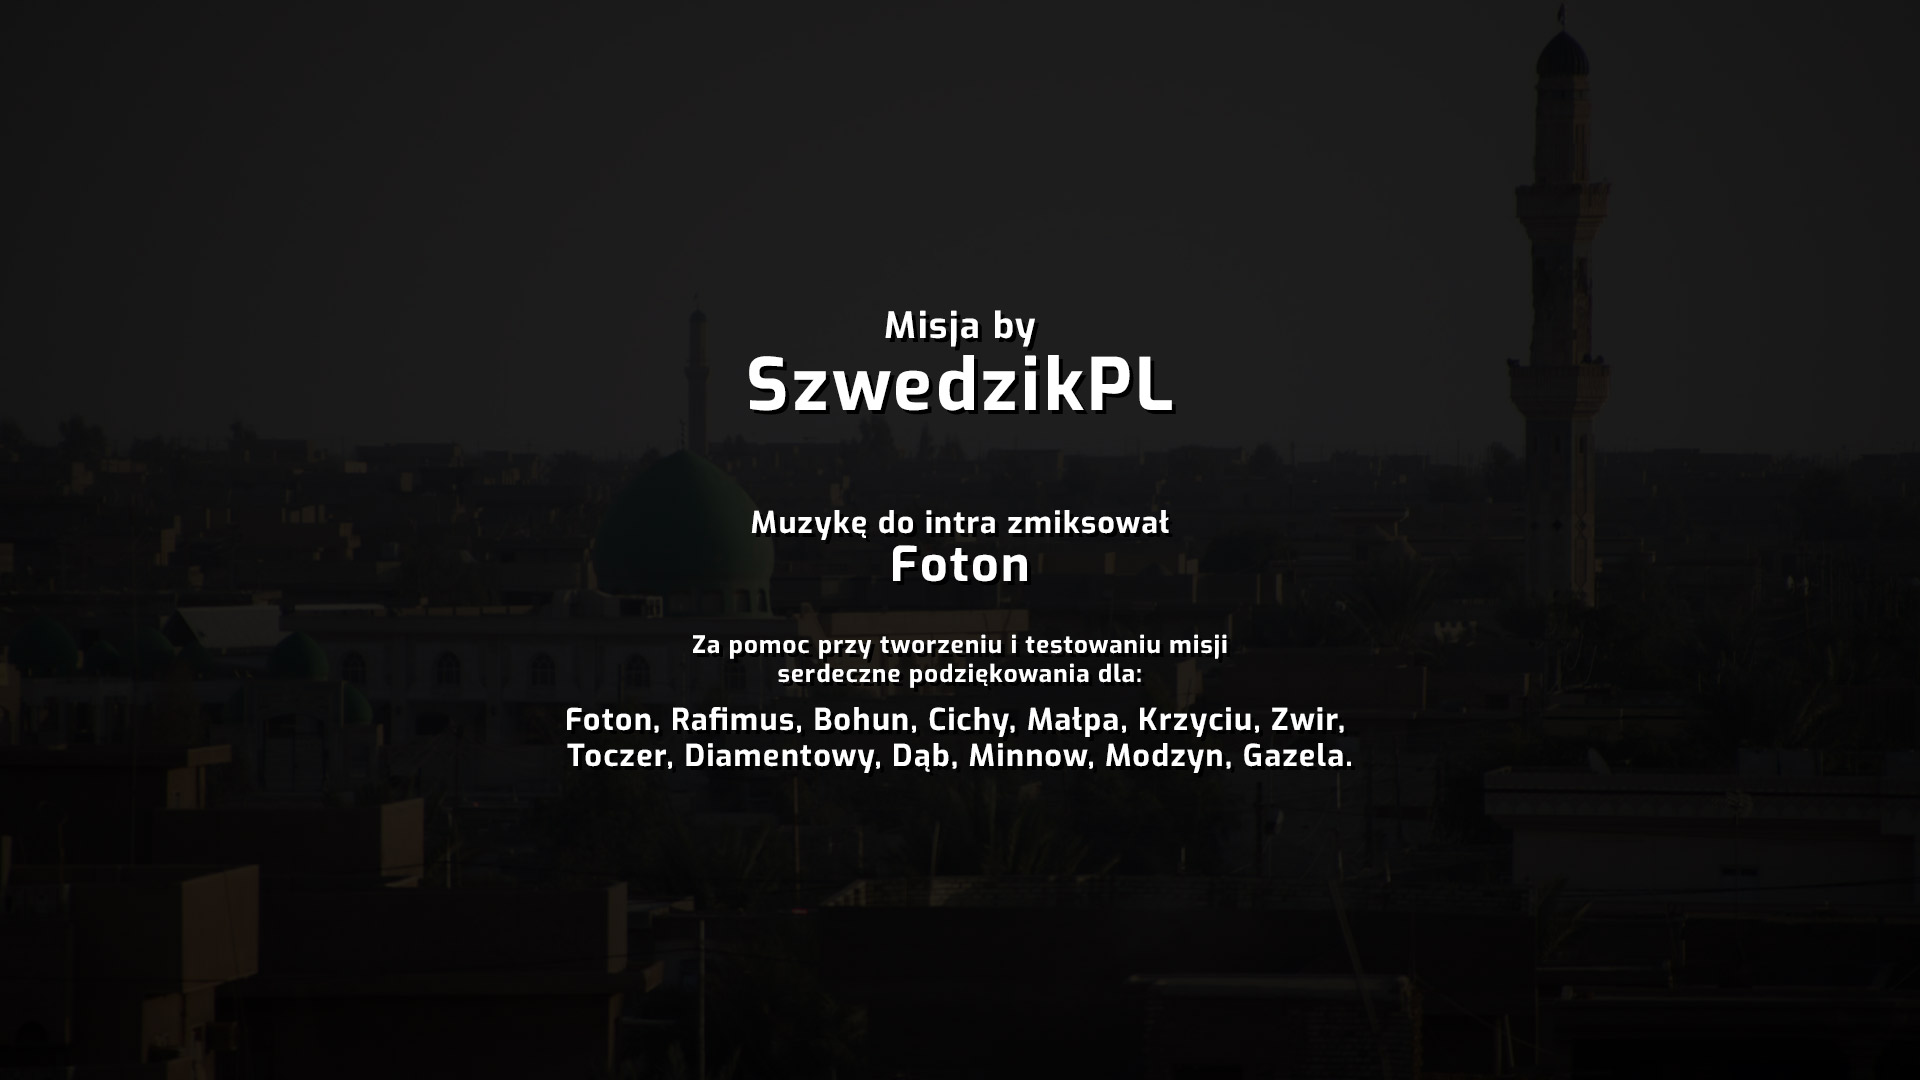 Misja by
SzwedzikPL
Muzykę do intra zmiksował
Foton
Za pomoc przy tworzeniu i testowaniu misji
serdeczne podziękowania dla:
Foton, Rafimus, Bohun, Cichy, Małpa, Krzyciu, Zwir,
Toczer, Diamentowy, Dąb, Minnow, Modzyn, Gazela.